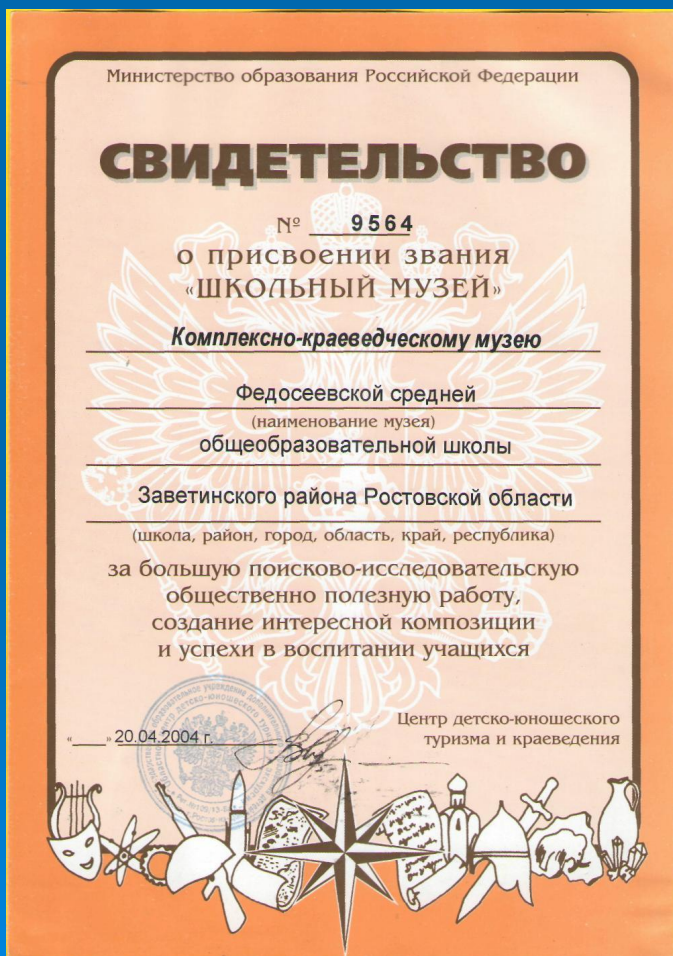 Министерство образования Российской Федерации
СВИДЕТЕЛЬСТВО
№ 9564
о присвоении звания
«ШКОЛЬНЫЙ МУЗЕЙ»
Комплексно-краеведческому музею
Федосеевской средней
(наименование музея)
общеобразовательной школы
Заветинского района Ростовской области
(школа, район, город, область, край, республика)
за большую поисково-исследовательскую
общественно полезную работу,
создание интересной композиции
и успехи в воспитании учащихся
Центр детско-юношеского
«___» 20.04.2004 г.
туризма и краеведения